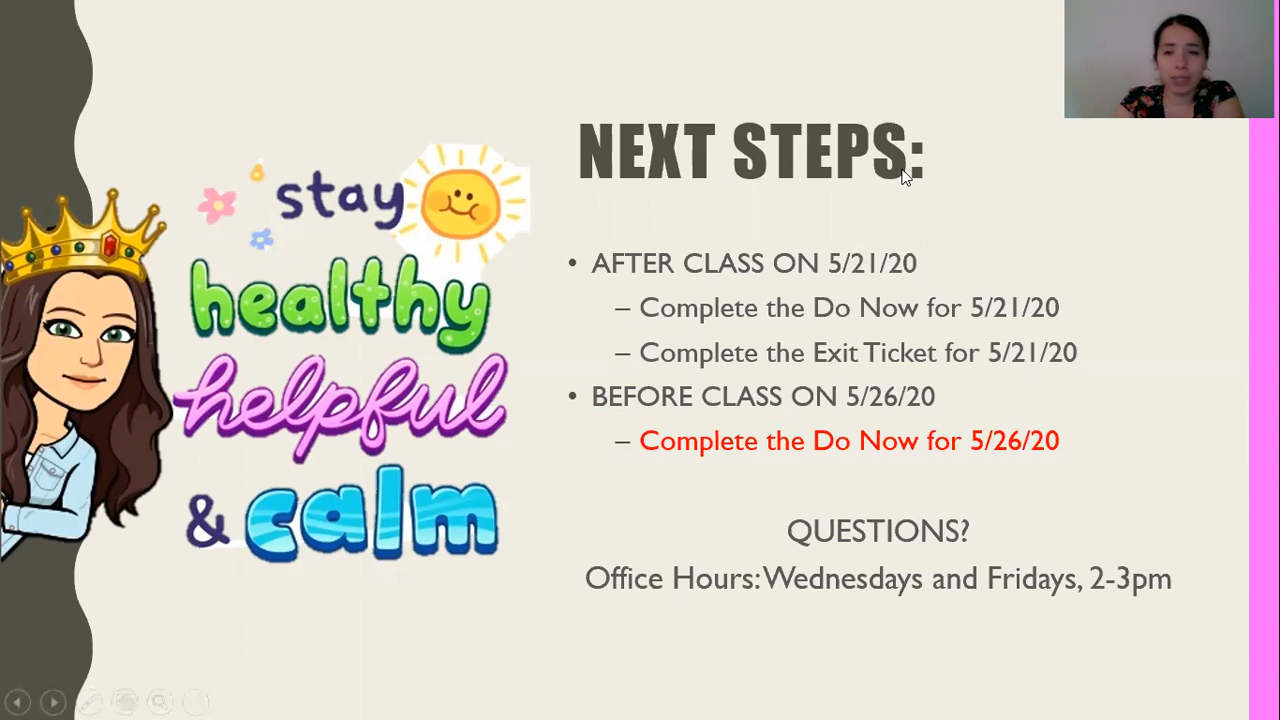 stay
healthy
helpful
& calm
NEXT STEPS:
• AFTER CLASS ON 5/21/20
– Complete the Do Now for 5/21/20
– Complete the Exit Ticket for 5/21/20
• BEFORE CLASS ON 5/26/20
– Complete the Do Now for 5/26/20
QUESTIONS?
Office Hours: Wednesdays and Fridays, 2-3pm